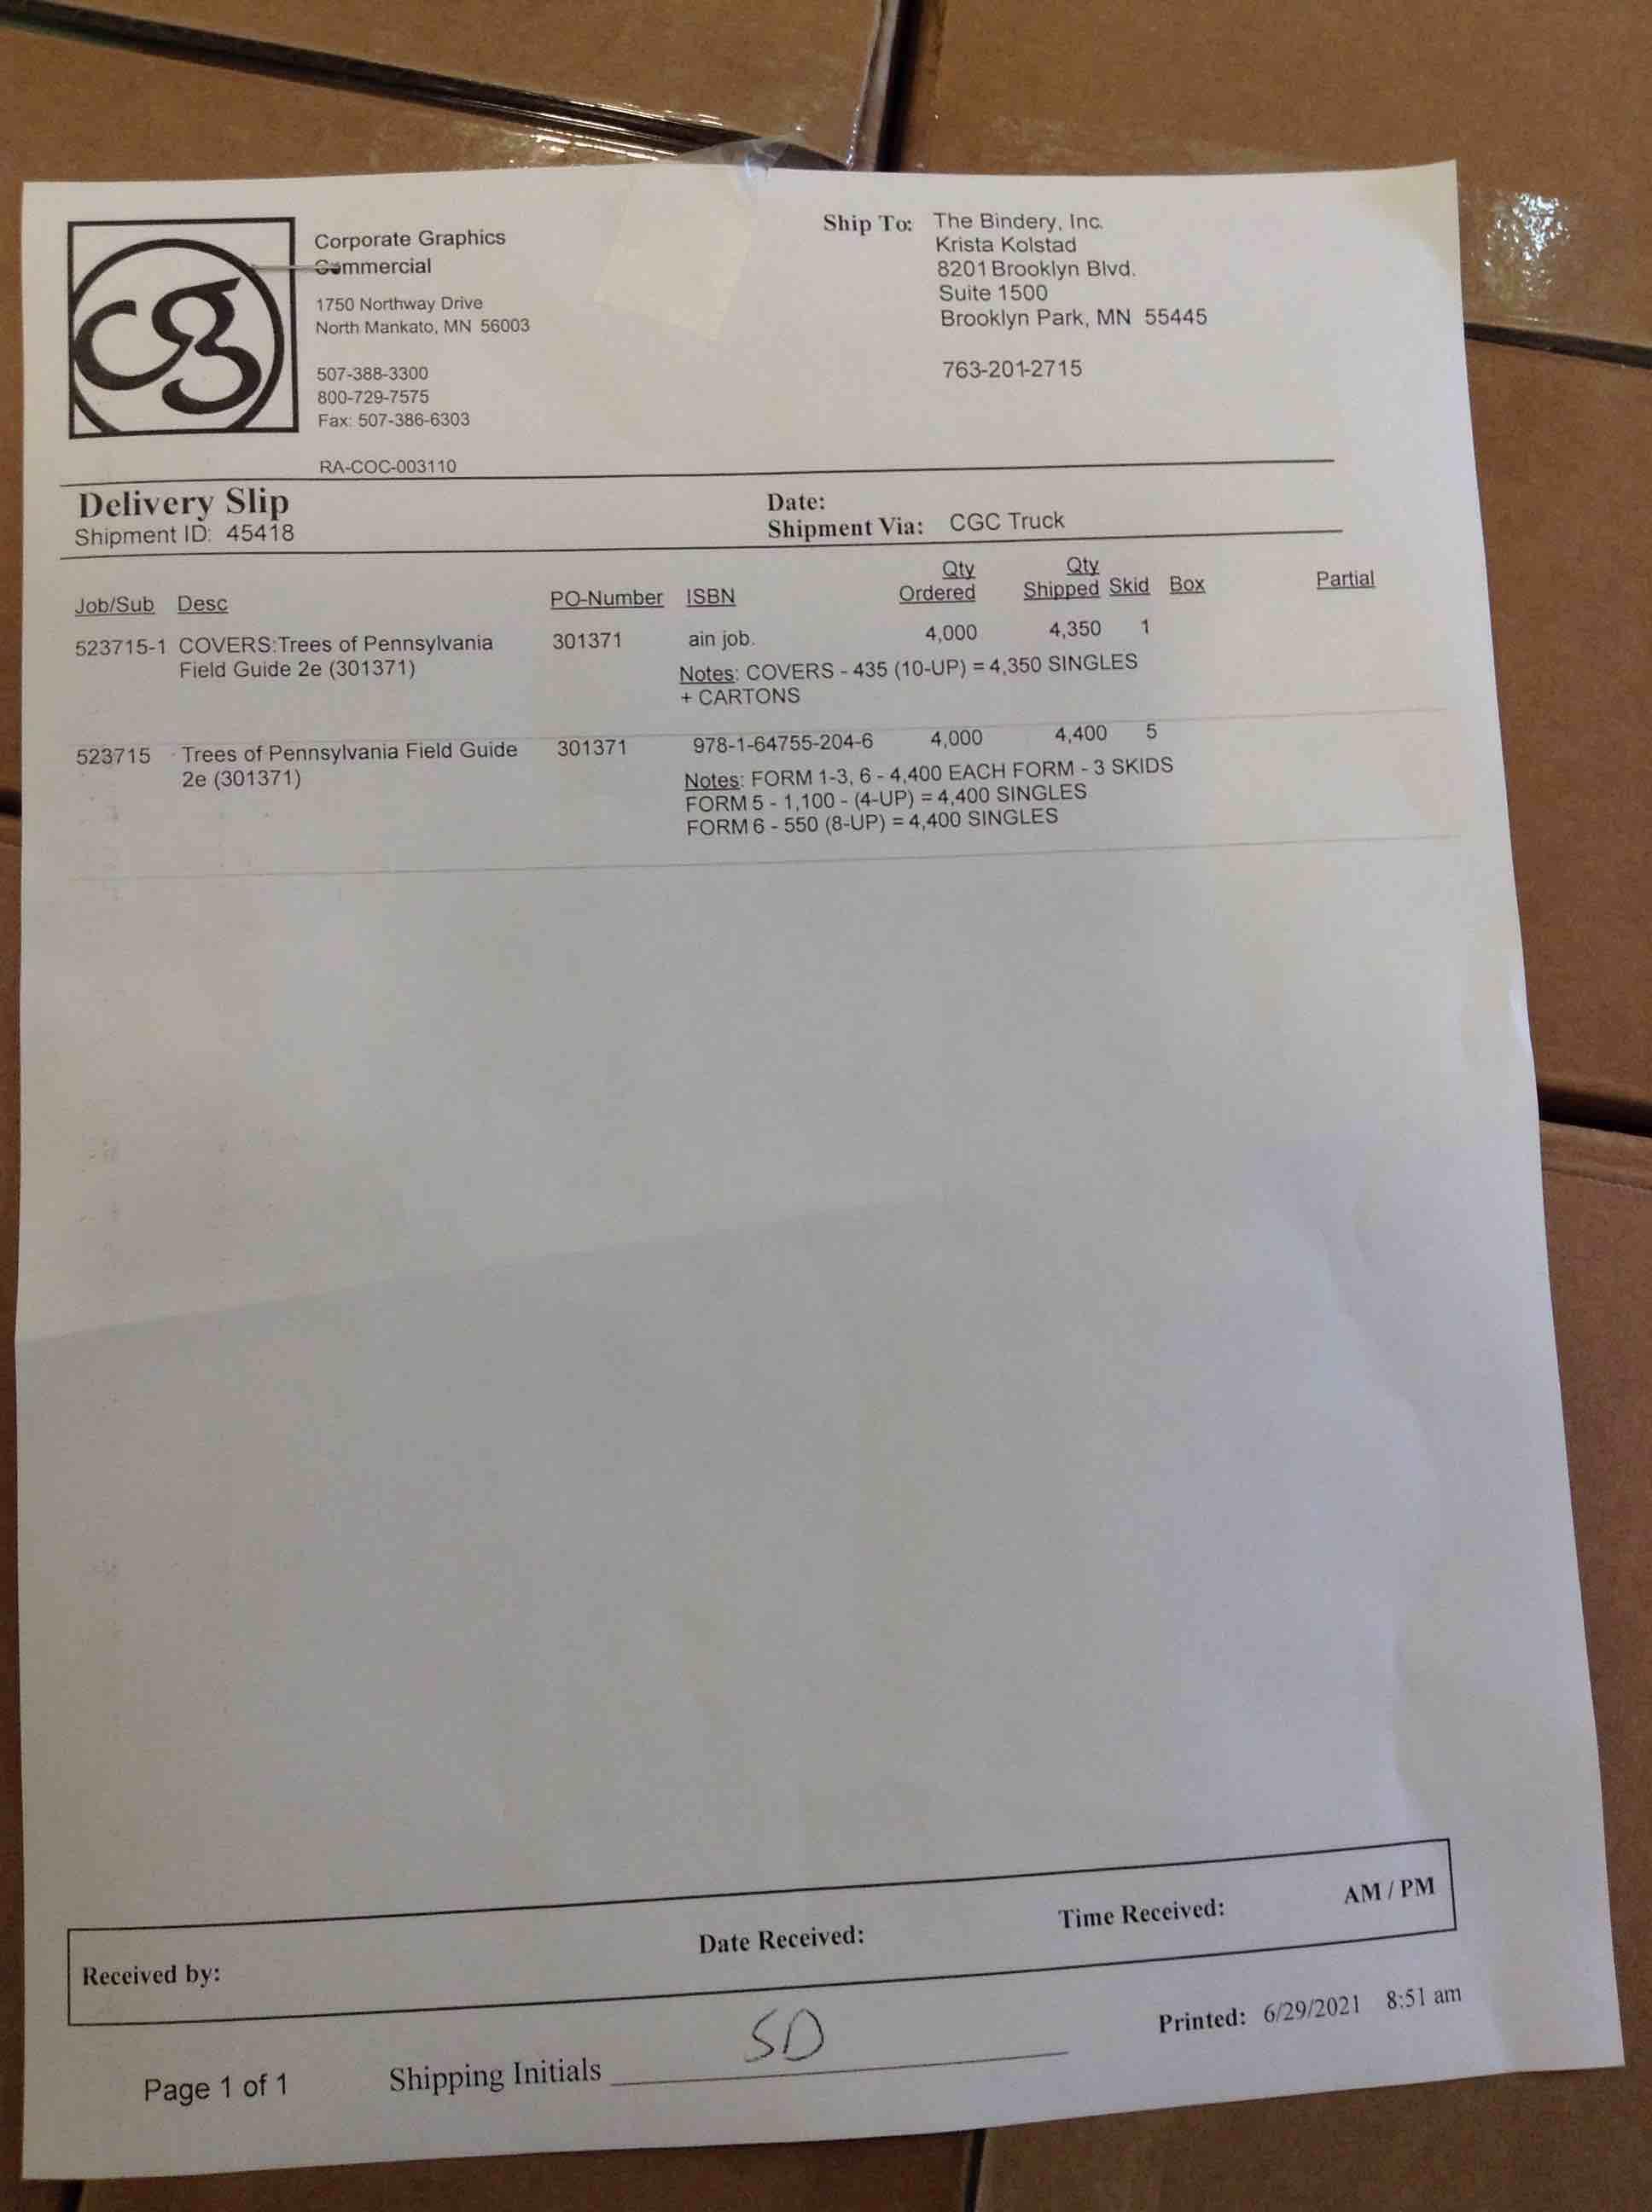 cg
Corporate Graphics
Commercial
1750 Northway Drive
North Mankato, MN 56003
507-388-3300
800-729-7575
Fax: 507-386-6303
RA-COC-003110
Ship To: The Bindery, Inc.
Krista Kolstad
8201 Brooklyn Blvd.
Suite 1500
Brooklyn Park, MN 55445
763-201-2715
Delivery Slip
Shipment ID: 45418
Date:
Shipment Via: CGC Truck
Job/Sub Desc PO-Number ISBN Qty Ordered Qty Shipped Skid Box Partial
523715-1 COVERS:Trees of Pennsylvania 301371 ain job. 4,000 4,350 1
Field Guide 2e (301371)
Notes: COVERS - 435 (10-UP) = 4,350 SINGLES
+ CARTONS
523715 Trees of Pennsylvania Field Guide 301371 978-1-64755-204-6 4,000 4,400 5
2e (301371)
Notes: FORM 1-3, 6 - 4,400 EACH FORM - 3 SKIDS
FORM 5 - 1,100 - (4-UP) = 4,400 SINGLES
FORM 6 - 550 (8-UP) = 4,400 SINGLES
Received by: Date Received: Time Received: AM / PM
Printed: 6/29/2021 8:51 am
Page 1 of 1 Shipping Initials SD